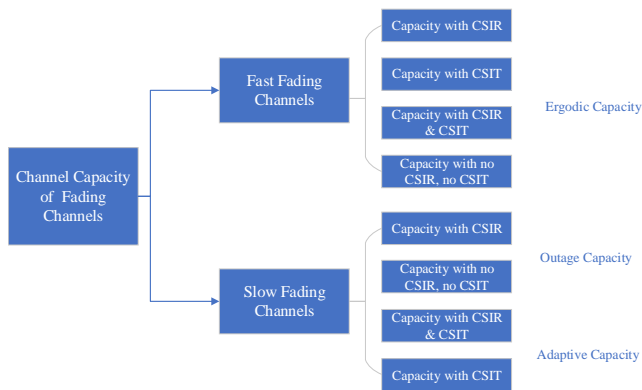 Channel Capacity
of Fading
Channels
Fast Fading
Channels
Capacity with CSIR
Capacity with CSIT
Capacity with CSIR
& CSIT
Capacity with no
CSIR, no CSIT
Ergodic Capacity
Slow Fading
Channels
Capacity with CSIR
Capacity with no
CSIR, no CSIT
Capacity with CSIR
& CSIT
Capacity with CSIT
Outage Capacity
Adaptive Capacity